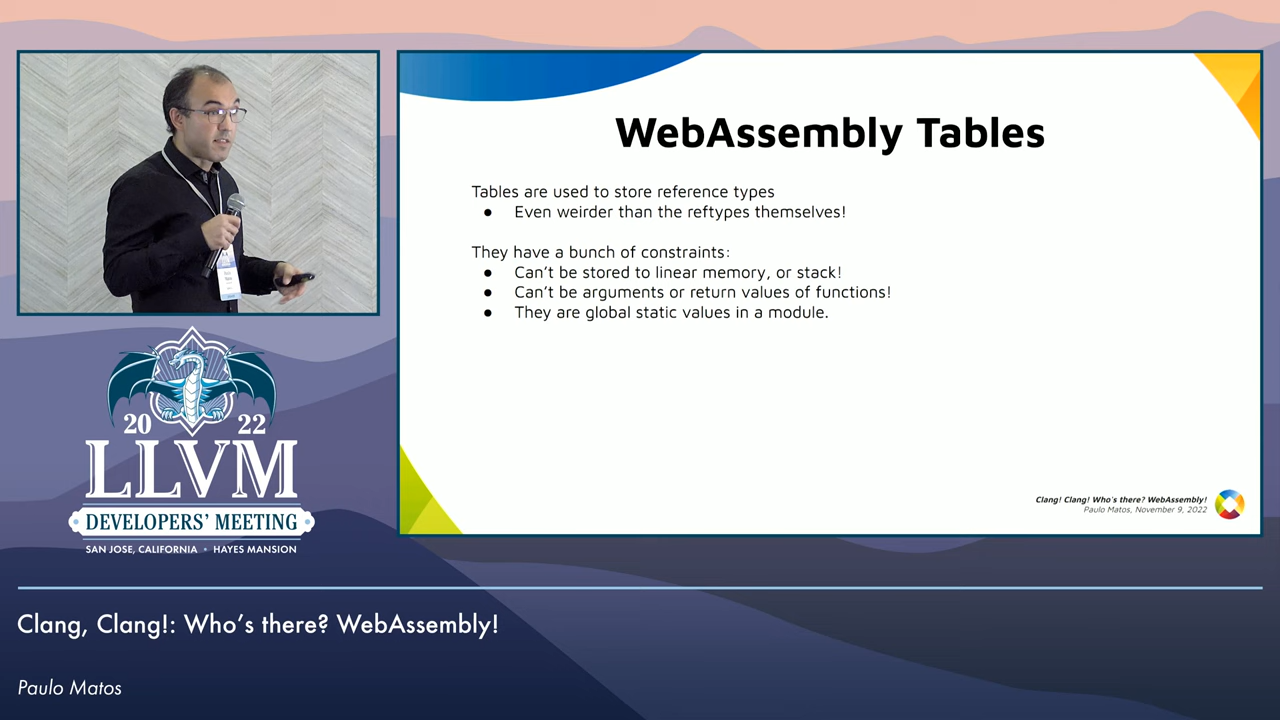 WebAssembly Tables
Tables are used to store reference types
● Even weirder than the reftypes themselves!
They have a bunch of constraints:
● Can't be stored to linear memory, or stack!
● Can't be arguments or return values of functions!
● They are global static values in a module.
Clang! Clang! Who's there? WebAssembly!
Paulo Matos, November 9, 2022
20 22
LLVM
DEVELOPERS' MEETING
SAN JOSE, CALIFORNIA • HAYES MANSION
Clang, Clang!: Who's there? WebAssembly!
Paulo Matos